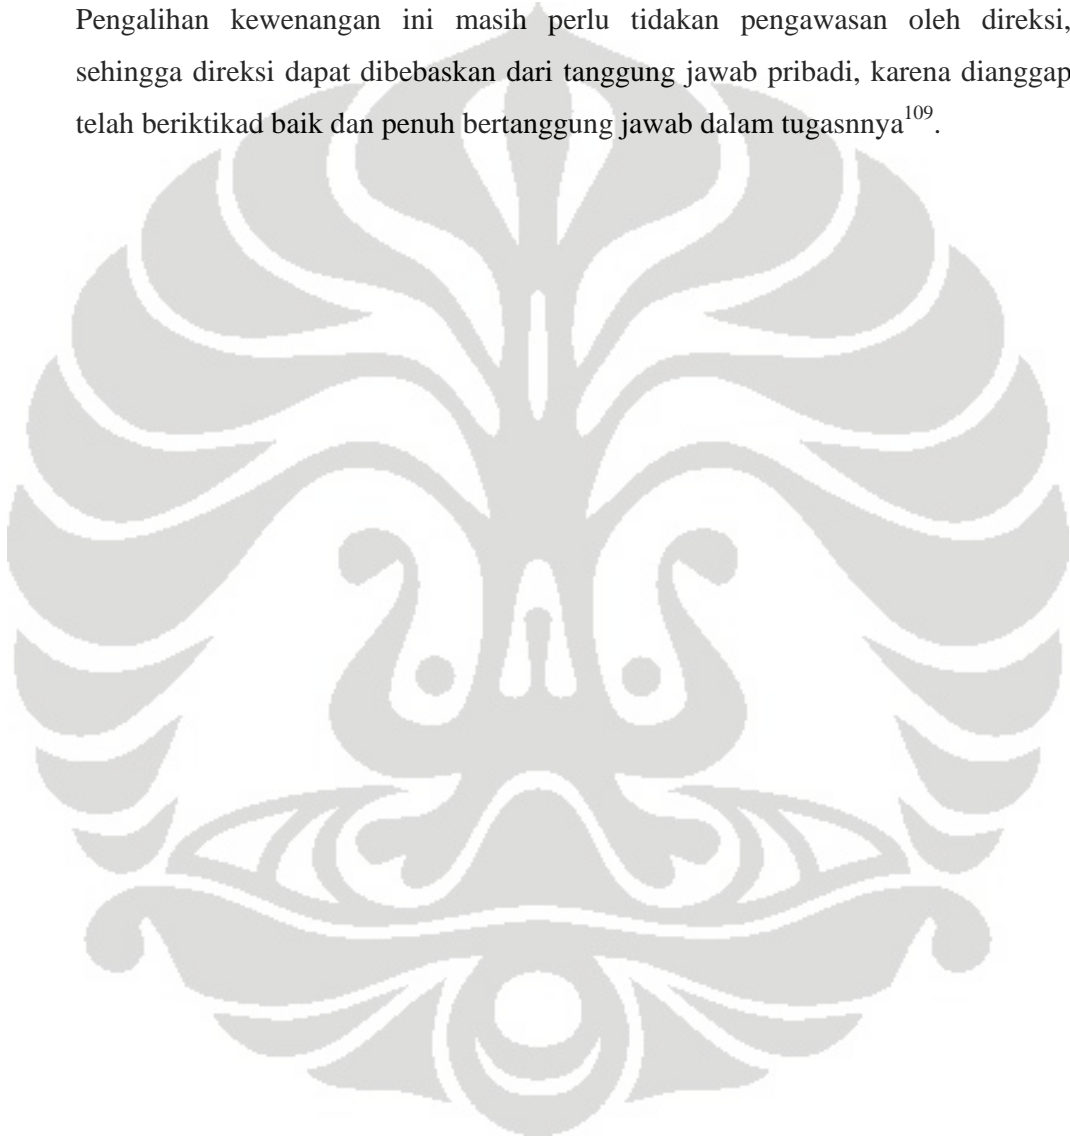 Pengalihan kewenangan ini masih perlu tidakan pengawasan oleh direksi,
sehingga direksi dapat dibebaskan dari tanggung jawab pribadi, karena dianggap
telah beriktikad baik dan penuh bertanggung jawab dalam tugasnnya109.